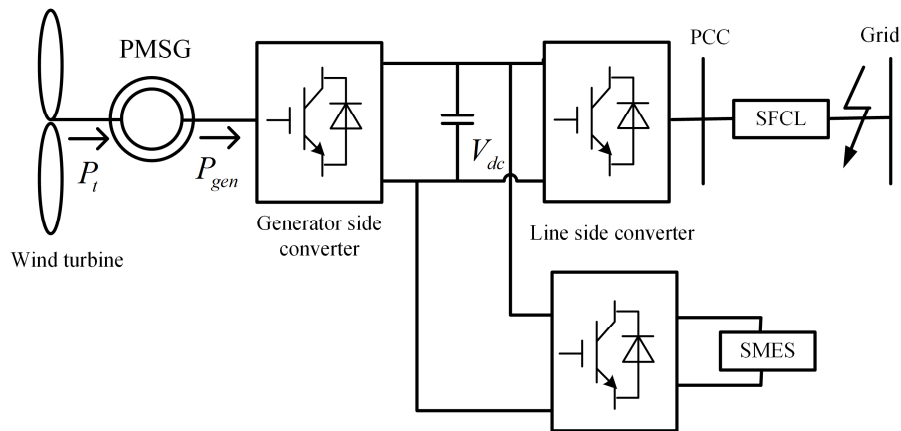 PMSG
PCC
Grid
SFCL
P_t
P_gen
V_dc
Generator side
converter
Line side converter
Wind turbine
SMES